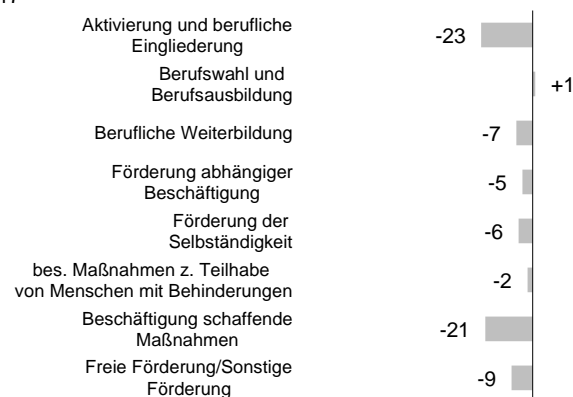 Aktivierung und berufliche
Eingliederung
-23
Berufswahl und
Berufsausbildung
+1
Berufliche Weiterbildung
-7
Förderung abhängiger
Beschäftigung
-5
Förderung der
Selbständigkeit
-6
bes. Maßnahmen z. Teilhabe
von Menschen mit Behinderungen
-2
Beschäftigung schaffende
Maßnahmen
-21
Freie Förderung/Sonstige
Förderung
-9